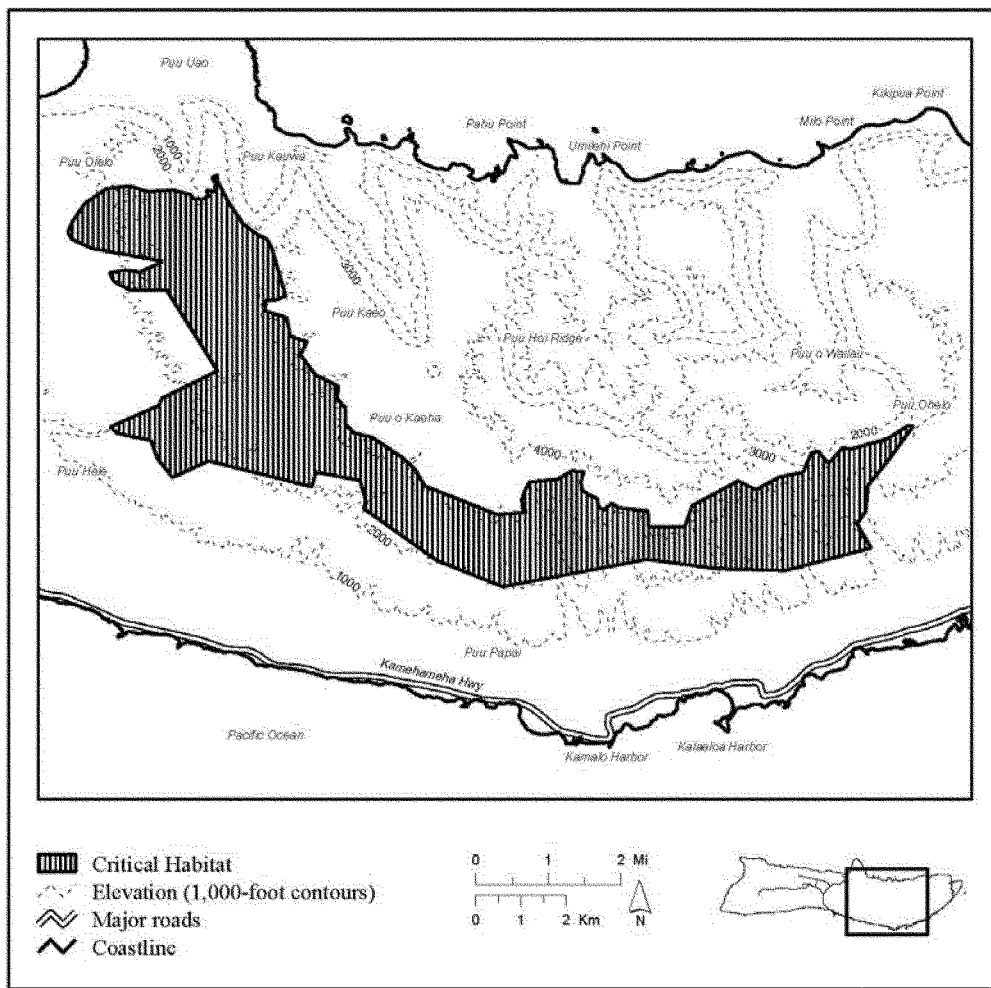 Puu Uao
Kikipua Point
Pahu Point
Milo Point
Umilehi Point
1000
2000
Puu Kauwa
Puu Olelo
3000
Puu Kaeo
Puu Hoi Ridge
Puu o Wailau
Puu Ohelo
Puu o Kaeha
2000
4000
3000
Puu Hele
2000
1000
Puu Papai
Kamehameha Hwy
Pacific Ocean
Kamalo Harbor
Kalaeloa Harbor
Critical Habitat
Elevation (1,000-foot contours)
Major roads
Coastline
0 1 2 Mi
0 1 2 Km
N